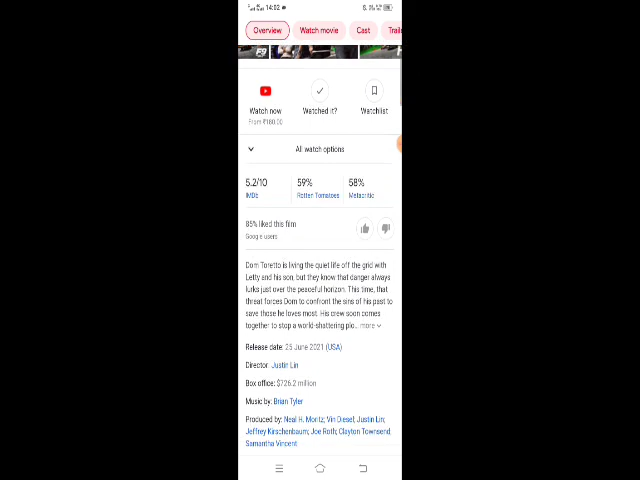 14:02
Overview Watch movie Cast Trail
F9
Watch now Watched it? Watchlist
From ₹180.00
All watch options
5.2/10 59% 58%
IMDb Rotten Tomatoes Metacritic
85% liked this film
Google users
Dom Toretto is living the quiet life off the grid with
Letty and his son, but they know that danger always
lurks just over the peaceful horizon. This time, that
threat forces Dom to confront the sins of his past to
save those he loves most. His crew soon comes
together to stop a world-shattering plo... more
Release date: 25 June 2021 (USA)
Director: Justin Lin
Box office: $726.2 million
Music by: Brian Tyler
Produced by: Neal H. Moritz; Vin Diesel; Justin Lin;
Jeffrey Kirschenbaum; Joe Roth; Clayton Townsend;
Samantha Vincent